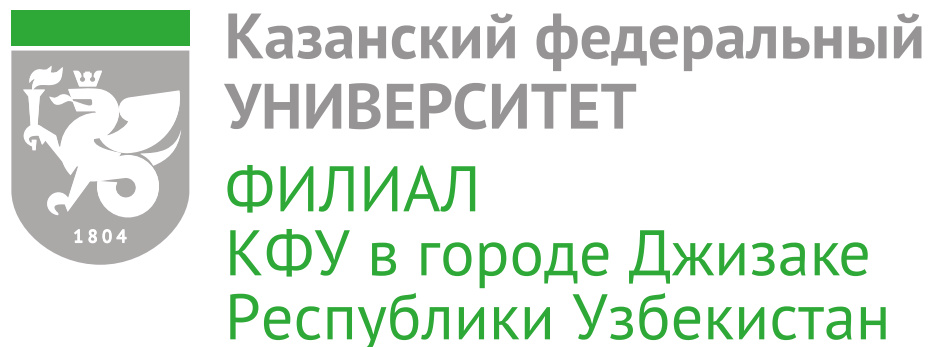 Казанский федеральный
УНИВЕРСИТЕТ
ФИЛИАЛ
КФУ в городе Джизаке
Республики Узбекистан
1804